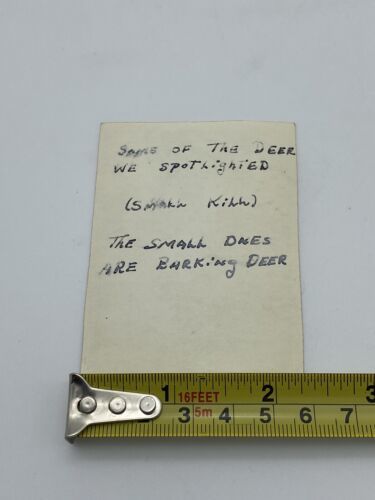 SOME OF THE DEER
WE SPOTLIGHTED
(SMALL KILL)
THE SMALL ONES
ARE BARKING DEER
1 16FEET 2 3
3 5m 4 5 6 7